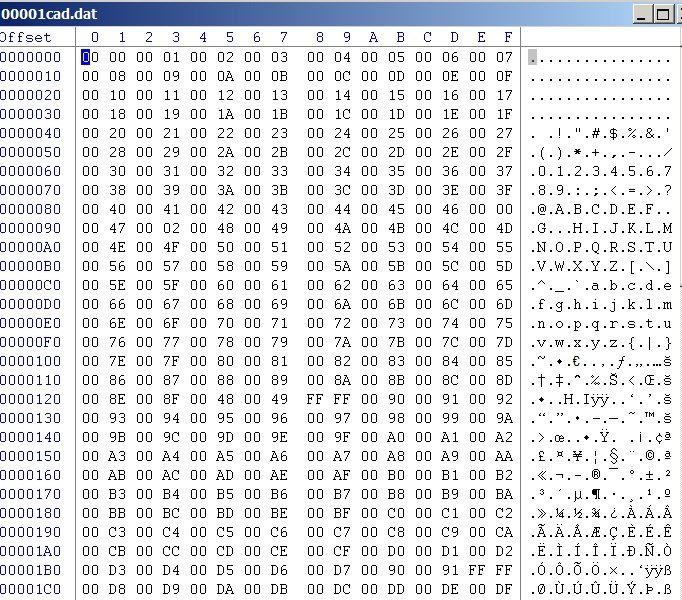 00001cad.dat
Offset 0 1 2 3 4 5 6 7 8 9 A B C D E F
0000000 00 00 00 01 00 02 00 03 00 04 00 05 00 06 00 07 ................
0000010 00 08 00 09 00 0A 00 0B 00 0C 00 0D 00 0E 00 0F ................
0000020 00 10 00 11 00 12 00 13 00 14 00 15 00 16 00 17 ................
0000030 00 18 00 19 00 1A 00 1B 00 1C 00 1D 00 1E 00 1F ................
0000040 00 20 00 21 00 22 00 23 00 24 00 25 00 26 00 27 . .!.".#.$.%.&.'
0000050 00 28 00 29 00 2A 00 2B 00 2C 00 2D 00 2E 00 2F .(.).*.+.,.-.../
0000060 00 30 00 31 00 32 00 33 00 34 00 35 00 36 00 37 .0.1.2.3.4.5.6.7
0000070 00 38 00 39 00 3A 00 3B 00 3C 00 3D 00 3E 00 3F .8.9.:.;.<.=.>.?
0000080 00 40 00 41 00 42 00 43 00 44 00 45 00 46 00 00 .@.A.B.C.D.E.F..
0000090 00 47 00 02 00 48 00 49 00 4A 00 4B 00 4C 00 4D .G...H.I.J.K.L.M
00000A0 00 4E 00 4F 00 50 00 51 00 52 00 53 00 54 00 55 .N.O.P.Q.R.S.T.U
00000B0 00 56 00 57 00 58 00 59 00 5A 00 5B 00 5C 00 5D .V.W.X.Y.Z.[.\.]
00000C0 00 5E 00 5F 00 60 00 61 00 62 00 63 00 64 00 65 .^._.`.a.b.c.d.e
00000D0 00 66 00 67 00 68 00 69 00 6A 00 6B 00 6C 00 6D .f.g.h.i.j.k.l.m
00000E0 00 6E 00 6F 00 70 00 71 00 72 00 73 00 74 00 75 .n.o.p.q.r.s.t.u
00000F0 00 76 00 77 00 78 00 79 00 7A 00 7B 00 7C 00 7D .v.w.x.y.z.{.|.}
0000100 00 7E 00 7F 00 80 00 81 00 82 00 83 00 84 00 85 .~.•.€...‚.ƒ.„.…
0000110 00 86 00 87 00 88 00 89 00 8A 00 8B 00 8C 00 8D .†.‡.ˆ.‰.Š.‹.Œ.š
0000120 00 8E 00 8F 00 48 00 49 FF FF 00 90 00 91 00 92 .•...H.Iÿÿ...‘.’
0000130 00 93 00 94 00 95 00 96 00 97 00 98 00 99 00 9A .“.”.•.–.—.˜.™.š
0000140 00 9B 00 9C 00 9D 00 9E 00 9F 00 A0 00 A1 00 A2 .›.œ...•.Ÿ. .¡.¢
0000150 00 A3 00 A4 00 A5 00 A6 00 A7 00 A8 00 A9 00 AA .£.¤.¥.¦.§.¨.©.ª
0000160 00 AB 00 AC 00 AD 00 AE 00 AF 00 B0 00 B1 00 B2 .«.¬.-.®.¯.°.±.²
0000170 00 B3 00 B4 00 B5 00 B6 00 B7 00 B8 00 B9 00 BA .³.´.µ.¶.·.¸.¹.º
0000180 00 BB 00 BC 00 BD 00 BE 00 BF 00 C0 00 C1 00 C2 .».¼.½.¾.¿.À.Á.Â
0000190 00 C3 00 C4 00 C5 00 C6 00 C7 00 C8 00 C9 00 CA .Ã.Ä.Å.Æ.Ç.È.É.Ê
00001A0 00 CB 00 CC 00 CD 00 CE 00 CF 00 D0 00 D1 00 D2 .Ë.Ì.Í.Î.Ï.Ð.Ñ.Ò
00001B0 00 D3 00 D4 00 D5 00 D6 00 D7 00 90 00 91 FF FF .Ó.Ô.Õ.Ö.×...‘ÿÿ
00001C0 00 D8 00 D9 00 DA 00 DB 00 DC 00 DD 00 DE 00 DF .Ø.Ù.Ú.Û.Ü.Ý.Þ.ß